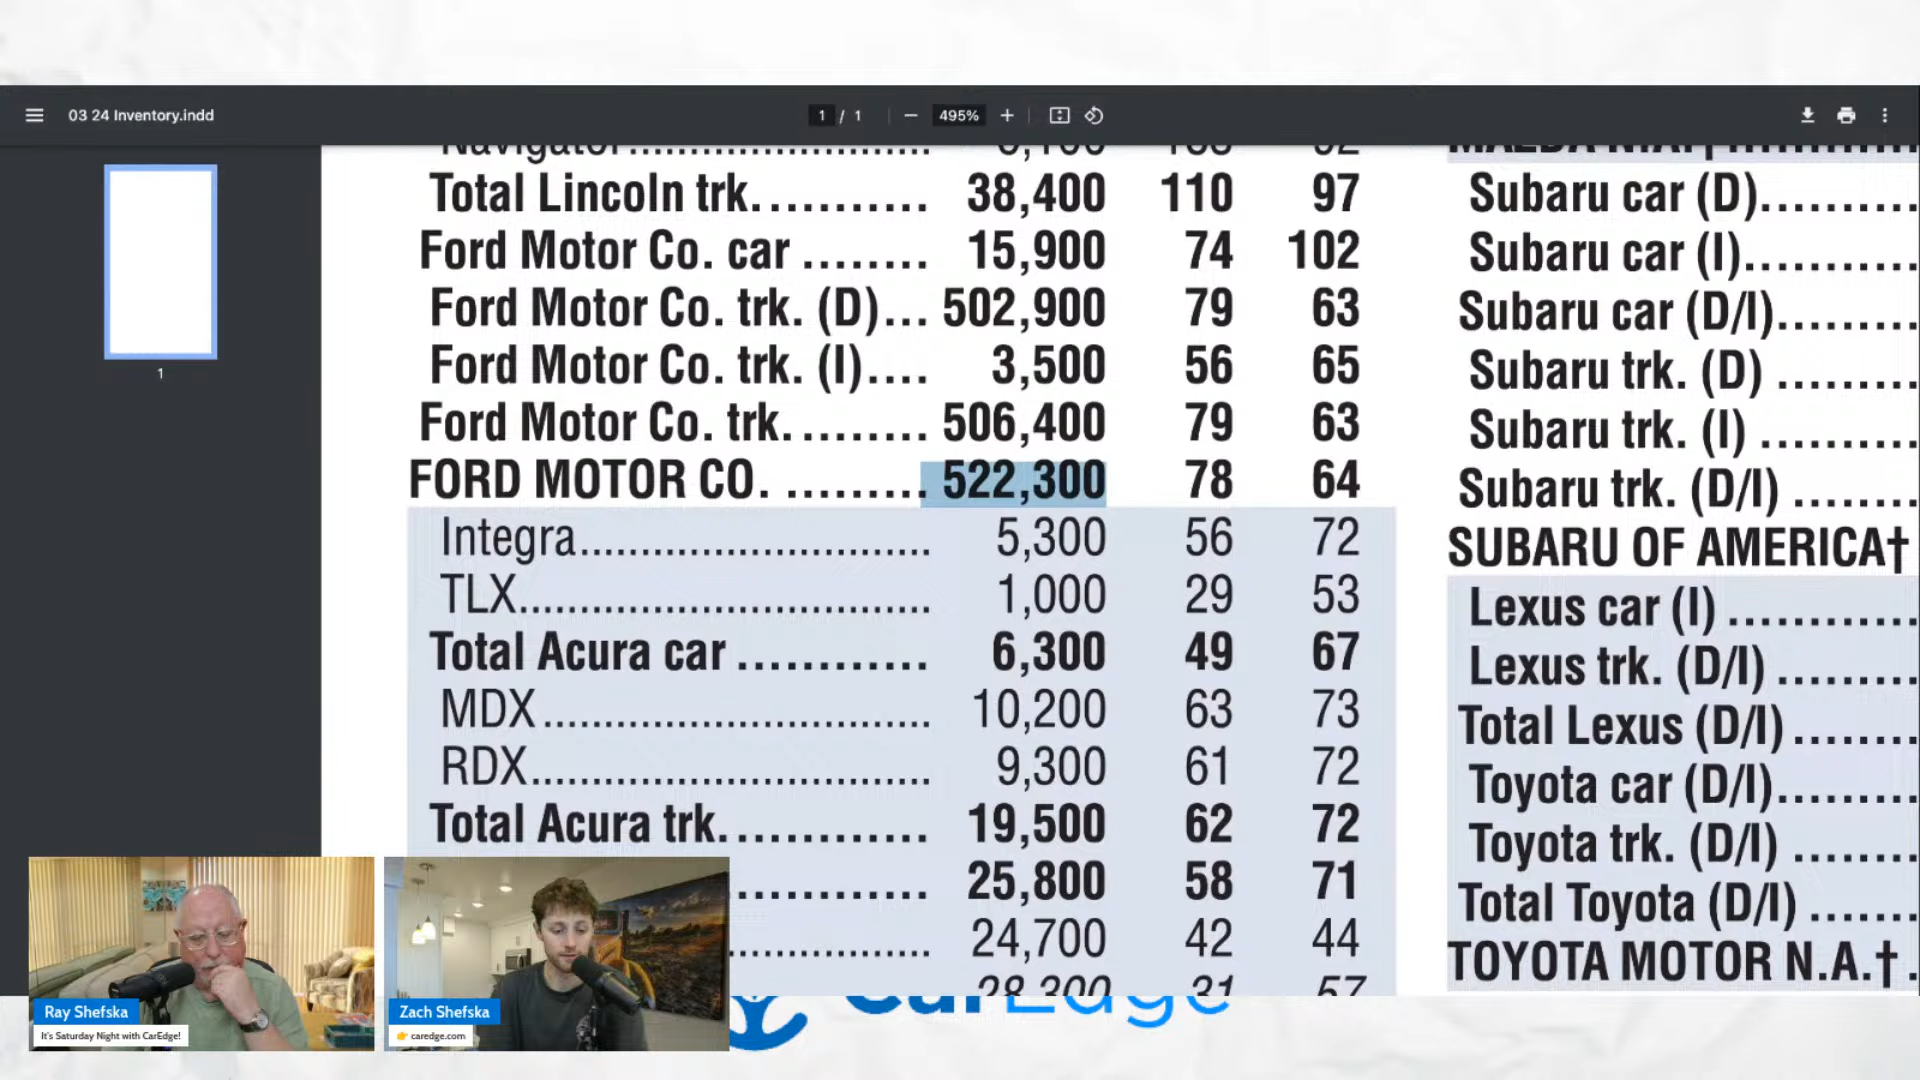 03 24 Inventory.indd
1 / 1
495%
1
Navigator
Total Lincoln trk............ 38,400 110 97
Ford Motor Co. car ........ 15,900 74 102
Ford Motor Co. trk. (D)... 502,900 79 63
Ford Motor Co. trk. (I).... 3,500 56 65
Ford Motor Co. trk.......... 506,400 79 63
FORD MOTOR CO. ......... 522,300 78 64
Integra.............................. 5,300 56 72
TLX................................... 1,000 29 53
Total Acura car ............ 6,300 49 67
MDX................................. 10,200 63 73
RDX.................................. 9,300 61 72
Total Acura trk............. 19,500 62 72
25,800 58 71
24,700 42 44
28,300 31 57
Subaru car (D).........
Subaru car (I)..........
Subaru car (D/I).......
Subaru trk. (D) ........
Subaru trk. (I) .........
Subaru trk. (D/I) .......
SUBARU OF AMERICA†
Lexus car (I) ...........
Lexus trk. (D/I) ........
Total Lexus (D/I) .......
Toyota car (D/I)........
Toyota trk. (D/I) .......
Total Toyota (D/I) ......
TOYOTA MOTOR N.A.† .
Ray Shefska
It's Saturday Night with CarEdge!
Zach Shefska
👉 caredge.com
CarEdge